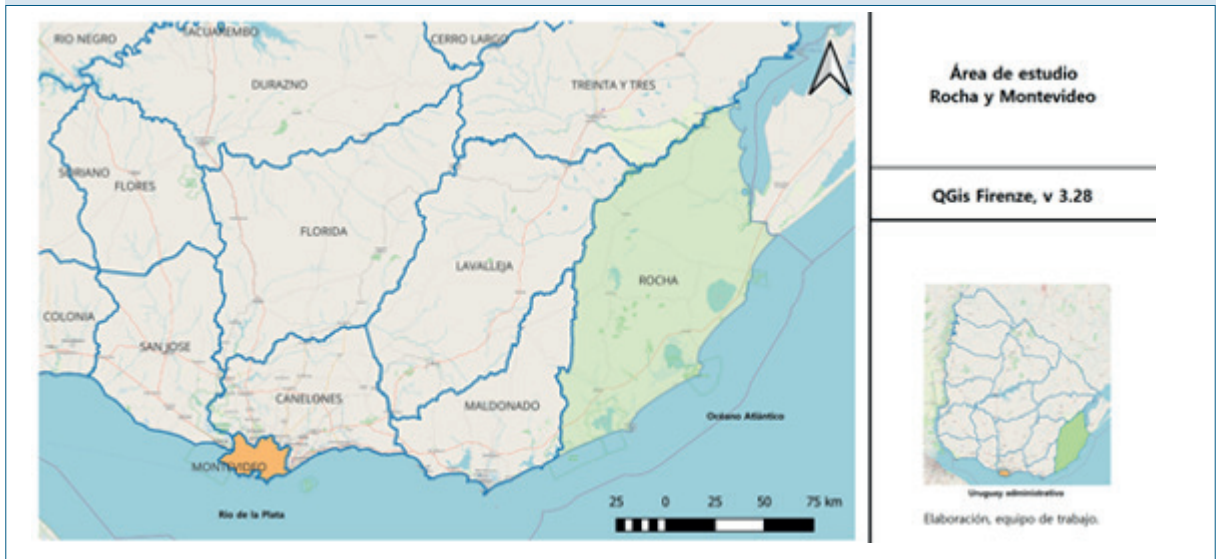 RIO NEGRO
TACUAREMBO
CERRO LARGO
DURAZNO
TREINTA Y TRES
SORIANO
FLORES
FLORIDA
LAVALLEJA
ROCHA
COLONIA
SAN JOSE
CANELONES
MALDONADO
MONTEVIDEO
Océano Atlántico
Rio de la Plata
25 0 25 50 75 km
Área de estudio
Rocha y Montevideo
QGis Firenze, v 3.28
Uruguay administrativo
Elaboración, equipo de trabajo.